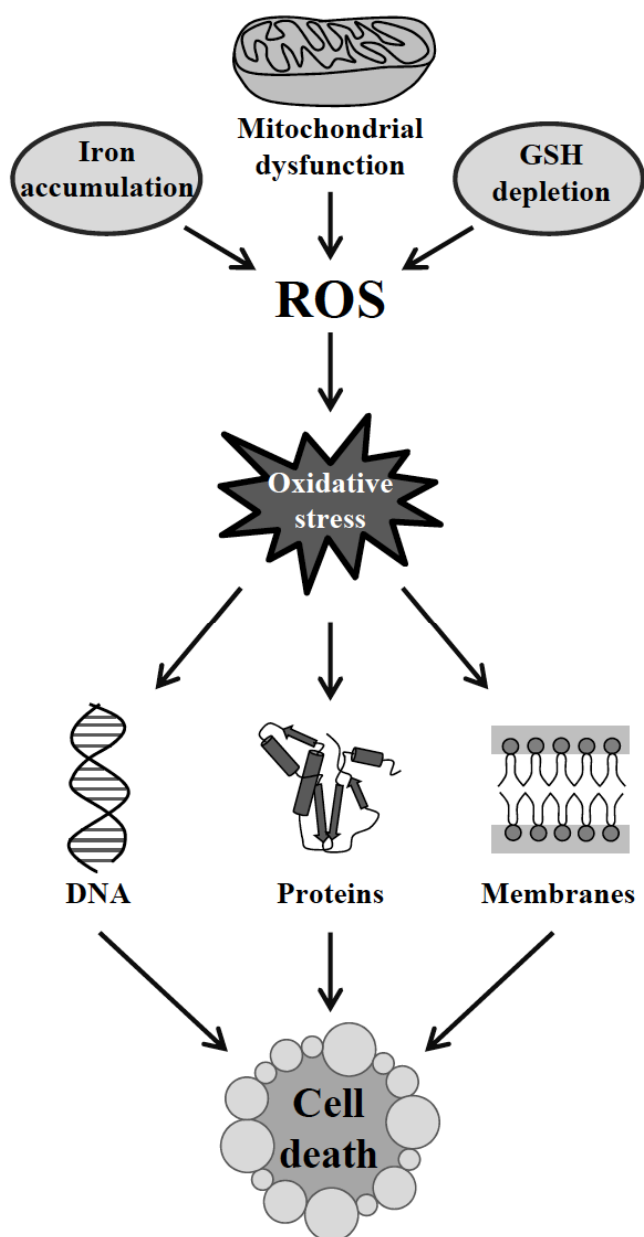 Mitochondrial
dysfunction
Iron
accumulation
GSH
depletion
ROS
Oxidative
stress
DNA
Proteins
Membranes
Cell
death